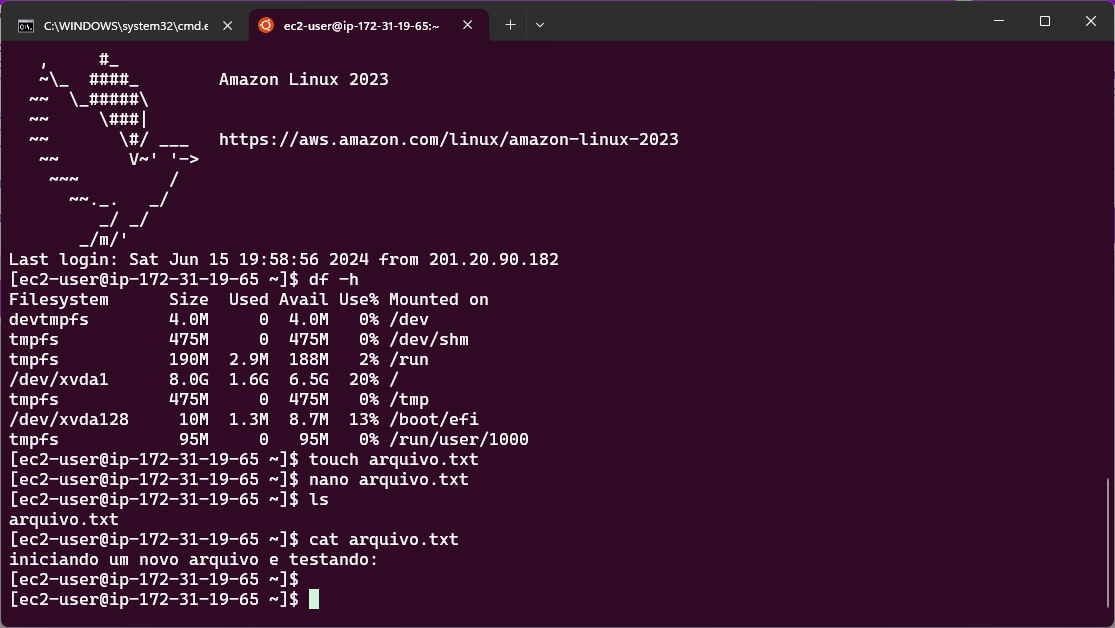 C:\WINDOWS\system32\cmd.e
ec2-user@ip-172-31-19-65:~
   ,     #_
   ~\_  ####_        Amazon Linux 2023
  ~~  \_#####\
  ~~     \###|
  ~~       \#/ ___   https://aws.amazon.com/linux/amazon-linux-2023
   ~~       V~' '->
    ~~~         /
      ~~._.   _/
         _/ _/
       _/m/'
Last login: Sat Jun 15 19:58:56 2024 from 201.20.90.182
[ec2-user@ip-172-31-19-65 ~]$ df -h
Filesystem      Size  Used Avail Use% Mounted on
devtmpfs        4.0M     0  4.0M   0% /dev
tmpfs           475M     0  475M   0% /dev/shm
tmpfs           190M  2.9M  188M   2% /run
/dev/xvda1      8.0G  1.6G  6.5G  20% /
tmpfs           475M     0  475M   0% /tmp
/dev/xvda128     10M  1.3M  8.7M  13% /boot/efi
tmpfs            95M     0   95M   0% /run/user/1000
[ec2-user@ip-172-31-19-65 ~]$ touch arquivo.txt
[ec2-user@ip-172-31-19-65 ~]$ nano arquivo.txt
[ec2-user@ip-172-31-19-65 ~]$ ls
arquivo.txt
[ec2-user@ip-172-31-19-65 ~]$ cat arquivo.txt
iniciando um novo arquivo e testando:
[ec2-user@ip-172-31-19-65 ~]$
[ec2-user@ip-172-31-19-65 ~]$